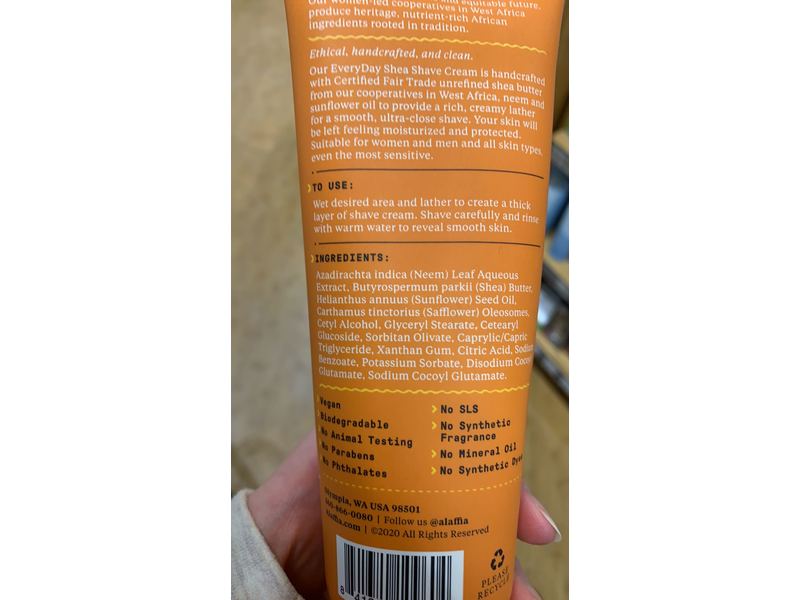 Our women-led cooperatives in West Africa
produce heritage, nutrient-rich African
ingredients rooted in tradition.
Ethical, handcrafted, and clean.
Our EveryDay Shea Shave Cream is handcrafted
with Certified Fair Trade unrefined shea butter
from our cooperatives in West Africa, neem and
sunflower oil to provide a rich, creamy lather
for a smooth, ultra-close shave. Your skin will
be left feeling moisturized and protected.
Suitable for women and men and all skin types,
even the most sensitive.
TO USE:
Wet desired area and lather to create a thick
layer of shave cream. Shave carefully and rinse
with warm water to reveal smooth skin.
INGREDIENTS:
Azadirachta indica (Neem) Leaf Aqueous
Extract, Butyrospermum parkii (Shea) Butter,
Helianthus annuus (Sunflower) Seed Oil,
Carthamus tinctorius (Safflower) Oleosomes,
Cetyl Alcohol, Glyceryl Stearate, Cetearyl
Glucoside, Sorbitan Olivate, Caprylic/Capric
Triglyceride, Xanthan Gum, Citric Acid, Sodium
Benzoate, Potassium Sorbate, Disodium Cocoyl
Glutamate, Sodium Cocoyl Glutamate.
Vegan
Biodegradable
No Animal Testing
No Parabens
No Phthalates
No SLS
No Synthetic
Fragrance
No Mineral Oil
No Synthetic Dyes
Olympia, WA USA 98501
360-866-0080 | Follow us @alaffia
alaffia.com | ©2020 All Rights Reserved
PLEASE
RECYCLE